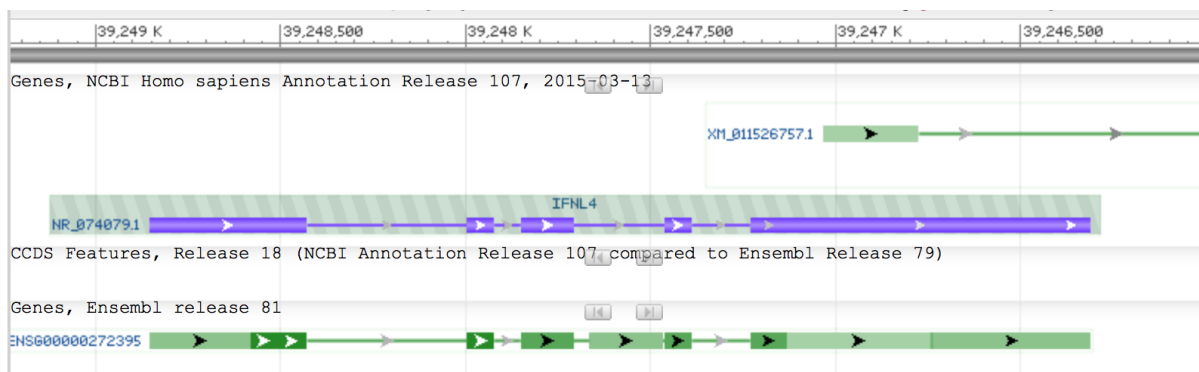 39,249 K 39,248,500 39,248 K 39,247,500 39,247 K 39,246,500
Genes, NCBI Homo sapiens Annotation Release 107, 2015-03-13
XM_011526757.1
IFNL4
NR_074079.1
CCDS Features, Release 18 (NCBI Annotation Release 107 compared to Ensembl Release 79)
Genes, Ensembl release 81
ENSG00000272395